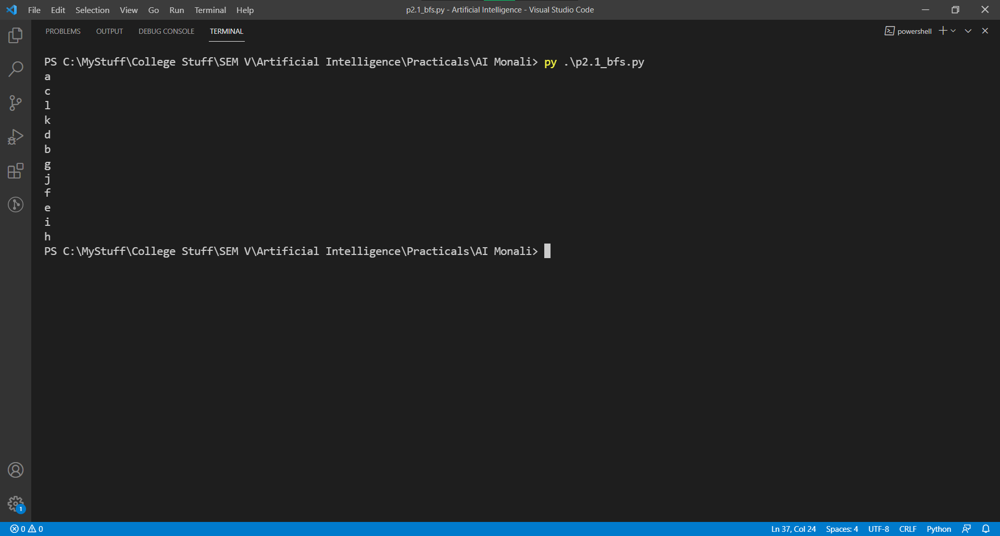 File Edit Selection View Go Run Terminal Help p2.1_bfs.py - Artificial Intelligence - Visual Studio Code
PROBLEMS OUTPUT DEBUG CONSOLE TERMINAL powershell
PS C:\MyStuff\College Stuff\SEM V\Artificial Intelligence\Practicals\AI Monali> py .\p2.1_bfs.py
a
c
l
k
d
b
g
j
f
e
i
h
PS C:\MyStuff\College Stuff\SEM V\Artificial Intelligence\Practicals\AI Monali>
1
0 0 Ln 37, Col 24 Spaces: 4 UTF-8 CRLF Python